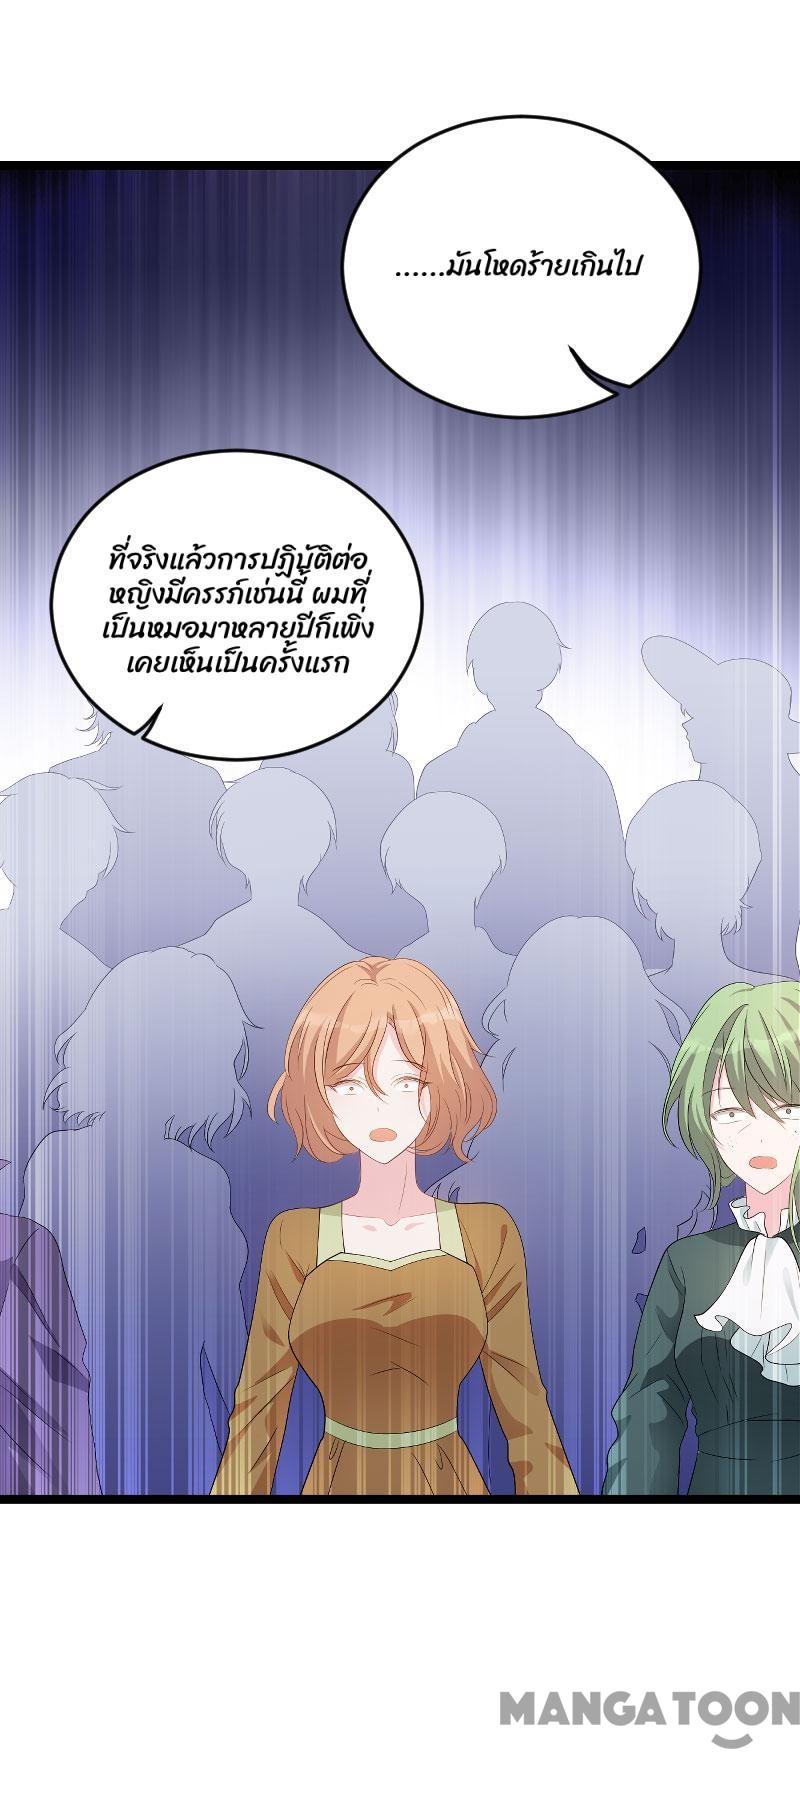 ......มันโหดร้ายเกินไป
ที่จริงแล้วการปฏิบัติต่อ
หญิงมีครรภ์เช่นนี้ ผมที่
เป็นหมอมาหลายปีก็เพิ่ง
เคยเห็นเป็นครั้งแรก
MANGA TOON